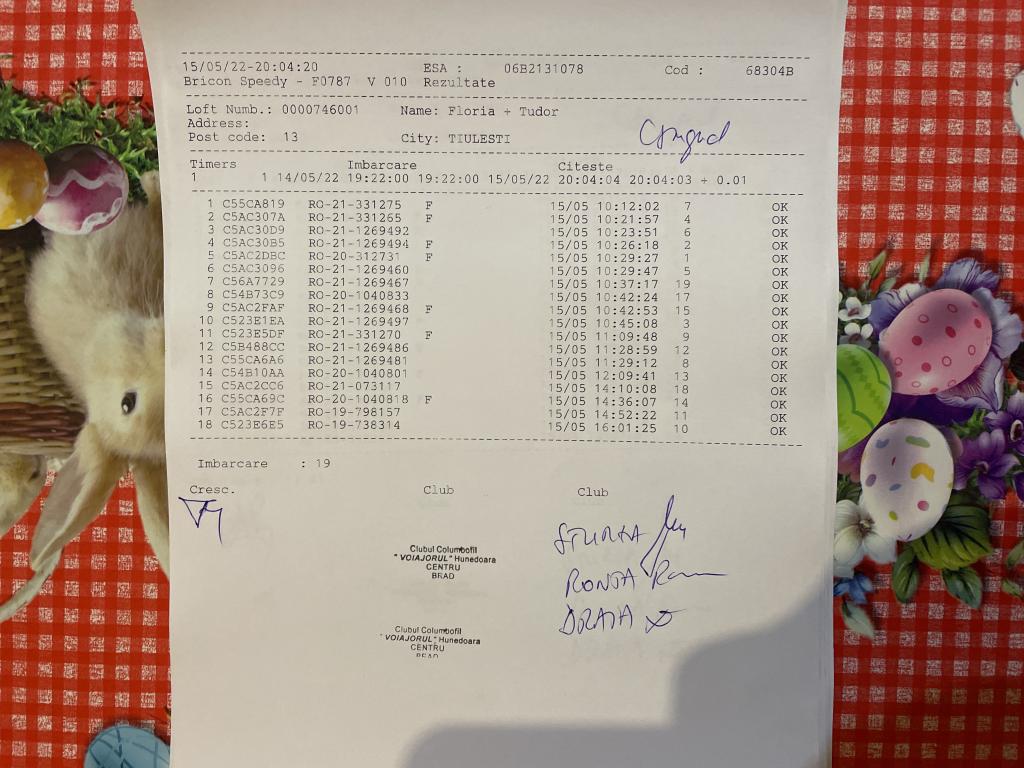 15/05/22-20:04:20 ESA : 06B2131078 Cod : 68304B
Bricon Speedy - F0787 V 010 Rezultate
Loft Numb.: 0000746001 Name: Floria + Tudor
Address:
Post code: 13 City: TIULESTI
Timers Imbarcare Citeste
1 1 14/05/22 19:22:00 19:22:00 15/05/22 20:04:04 20:04:03 + 0.01
1 C55CA819 RO-21-331275 F 15/05 10:12:02 7 OK
2 C5AC307A RO-21-331265 F 15/05 10:21:57 4 OK
3 C5AC30D9 RO-21-1269492 15/05 10:23:51 6 OK
4 C5AC30B5 RO-21-1269494 F 15/05 10:26:18 2 OK
5 C5AC2DBC RO-20-312731 F 15/05 10:29:27 1 OK
6 C5AC3096 RO-21-1269460 15/05 10:29:47 5 OK
7 C56A7729 RO-21-1269467 15/05 10:37:17 19 OK
8 C54B73C9 RO-20-1040833 15/05 10:42:24 17 OK
9 C5AC2FAF RO-21-1269468 F 15/05 10:42:53 15 OK
10 C523E1EA RO-21-1269497 15/05 10:45:08 3 OK
11 C523E5DF RO-21-331270 F 15/05 11:09:48 9 OK
12 C5B488CC RO-21-1269486 15/05 11:28:59 12 OK
13 C55CA6A6 RO-21-1269481 15/05 11:29:12 8 OK
14 C54B10AA RO-20-1040801 15/05 12:09:41 13 OK
15 C5AC2CC6 RO-21-073117 15/05 14:10:08 18 OK
16 C55CA69C RO-20-1040818 F 15/05 14:36:07 14 OK
17 C5AC2F7F RO-19-798157 15/05 14:52:22 11 OK
18 C523E6E5 RO-19-738314 15/05 16:01:25 10 OK
Imbarcare : 19
Cresc. Club Club
Clubul Columbofil
"VOIAJORUL" Hunedoara
CENTRU
BRAD
Clubul Columbofil
"VOIAJORUL" Hunedoara
CENTRU
BRAD